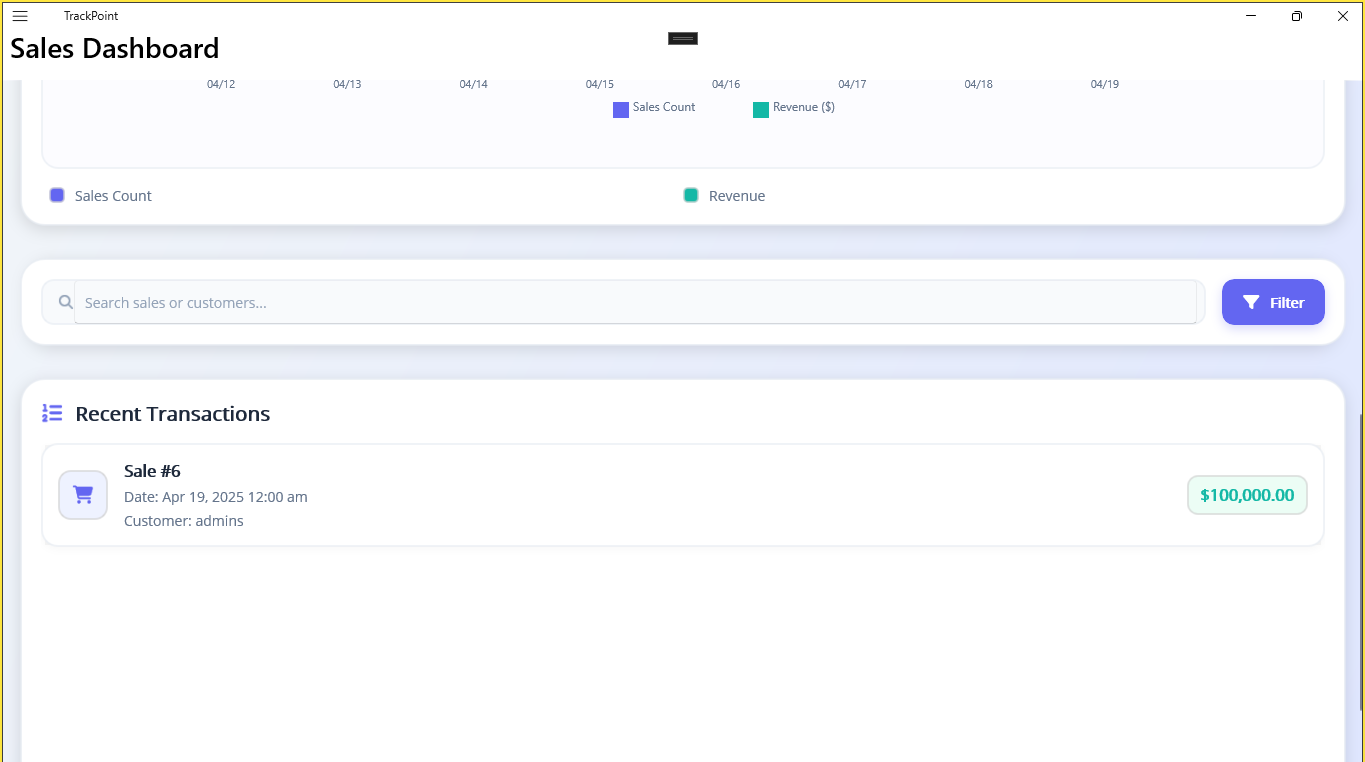 TrackPoint
Sales Dashboard
04/12 04/13 04/14 04/15 04/16 04/17 04/18 04/19
Sales Count Revenue ($)
Sales Count Revenue
Search sales or customers... Filter
Recent Transactions
Sale #6
Date: Apr 19, 2025 12:00 am
$100,000.00
Customer: admins